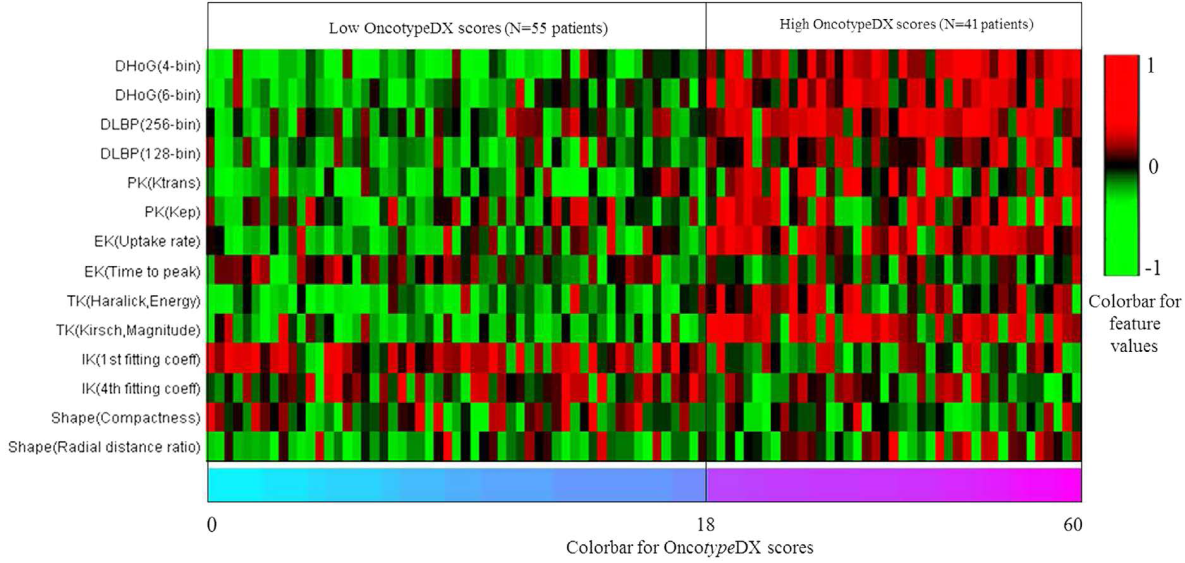 Low OncotypeDX scores (N=55 patients)
High OncotypeDX scores (N=41 patients)
DHoG(4-bin)
DHoG(6-bin)
DLBP(256-bin)
DLBP(128-bin)
PK(Ktrans)
PK(Kep)
EK(Uptake rate)
EK(Time to peak)
TK(Haralick,Energy)
TK(Kirsch,Magnitude)
IK(1st fitting coeff)
IK(4th fitting coeff)
Shape(Compactness)
Shape(Radial distance ratio)
1
0
-1
Colorbar for
feature
values
0
18
60
Colorbar for OncotypeDX scores